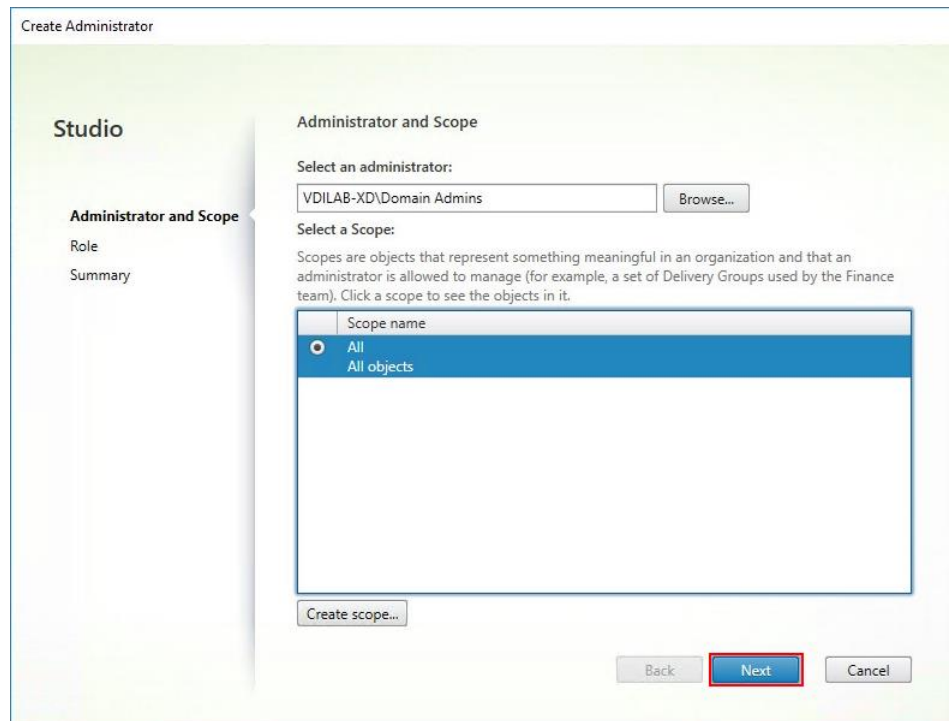 Create Administrator
Studio
Administrator and Scope
Role
Summary
Administrator and Scope
Select an administrator:
VDILAB-XD\Domain Admins
Browse...
Select a Scope:
Scopes are objects that represent something meaningful in an organization and that an
administrator is allowed to manage (for example, a set of Delivery Groups used by the Finance
team). Click a scope to see the objects in it.
Scope name
All
All objects
Create scope...
Back
Next
Cancel